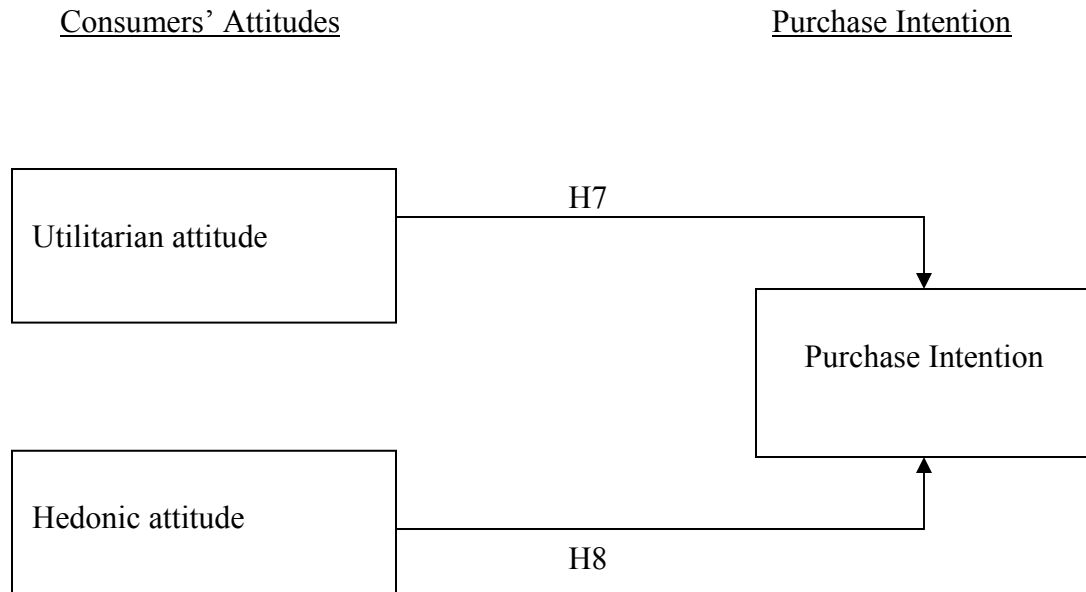 Consumers’ Attitudes
Purchase Intention
H7
Utilitarian attitude
Purchase Intention
Hedonic attitude
H8